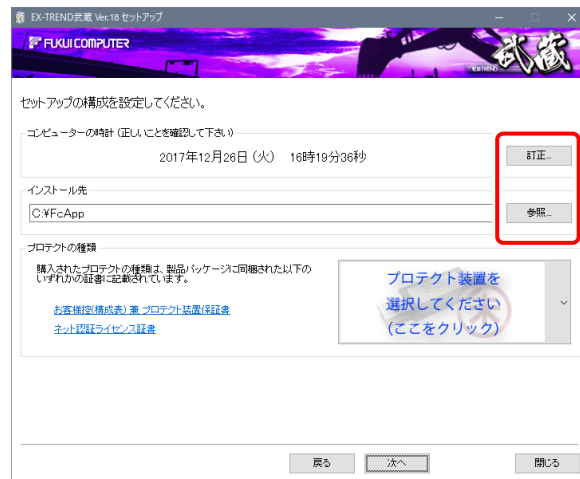 EX-TREND武蔵 Ver.18 セットアップ
FUKUI COMPUTER
EX-TREND
武蔵
セットアップの構成を設定してください。
コンピューターの時計 (正しいことを確認して下さい)
2017年12月26日 (火) 16時19分36秒
訂正...
インストール先
C:¥FcApp
参照...
プロテクトの種類
購入されたプロテクトの種類は、製品パッケージに同梱された以下の
いずれかの証書に記載されています。
プロテクト装置を
選択してください
(ここをクリック)
お客様控(構成表) 兼 プロテクト装置保証書
ネット認証ライセンス証書
戻る
次へ
閉じる